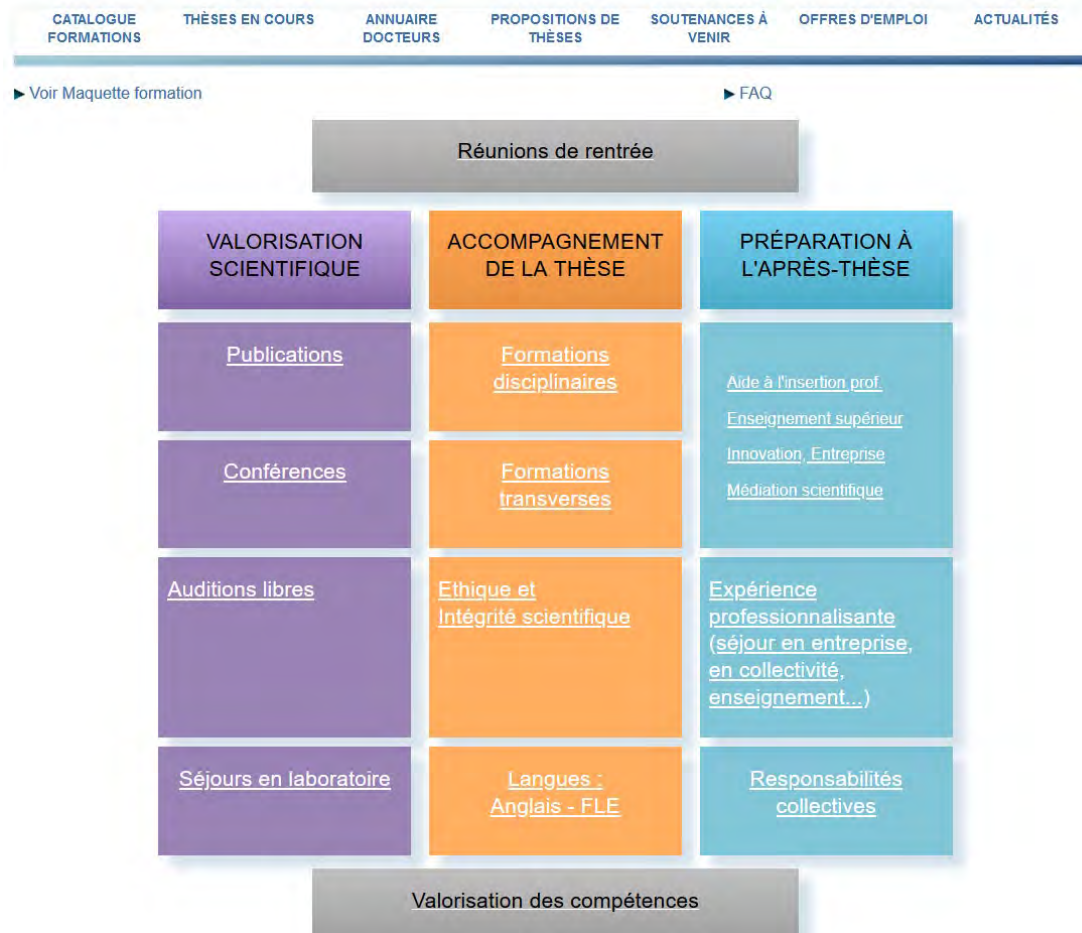 CATALOGUE FORMATIONS
THÈSES EN COURS
ANNUAIRE DOCTEURS
PROPOSITIONS DE THÈSES
SOUTENANCES À VENIR
OFFRES D'EMPLOI
ACTUALITÉS
Voir Maquette formation
FAQ
Réunions de rentrée
VALORISATION
SCIENTIFIQUE
ACCOMPAGNEMENT
DE LA THÈSE
PRÉPARATION À
L'APRÈS-THÈSE
Publications
Formations
disciplinaires
Aide à l'insertion prof.
Enseignement supérieur
Innovation, Entreprise
Médiation scientifique
Conférences
Formations
transverses
Auditions libres
Ethique et
Intégrité scientifique
Expérience
professionnalisante
(séjour en entreprise,
en collectivité,
enseignement...)
Séjours en laboratoire
Langues :
Anglais - FLE
Responsabilités
collectives
Valorisation des compétences